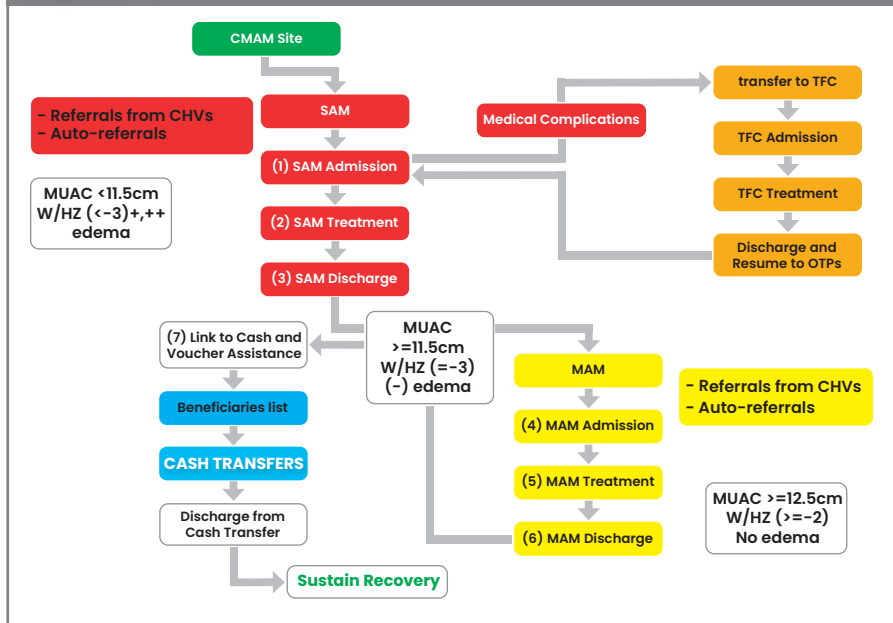 CMAM Site
- Referrals from CHVs
- Auto-referrals
SAM
(1) SAM Admission
(2) SAM Treatment
(3) SAM Discharge
MUAC <11.5cm
W/HZ (<-3)+,++
edema
Medical Complications
transfer to TFC
TFC Admission
TFC Treatment
Discharge and
Resume to OTPs
MUAC
>=11.5cm
W/HZ (=-3)
(-) edema
(7) Link to Cash and
Voucher Assistance
Beneficiaries list
CASH TRANSFERS
Discharge from
Cash Transfer
Sustain Recovery
MAM
(4) MAM Admission
(5) MAM Treatment
(6) MAM Discharge
- Referrals from CHVs
- Auto-referrals
MUAC >=12.5cm
W/HZ (>=-2)
No edema